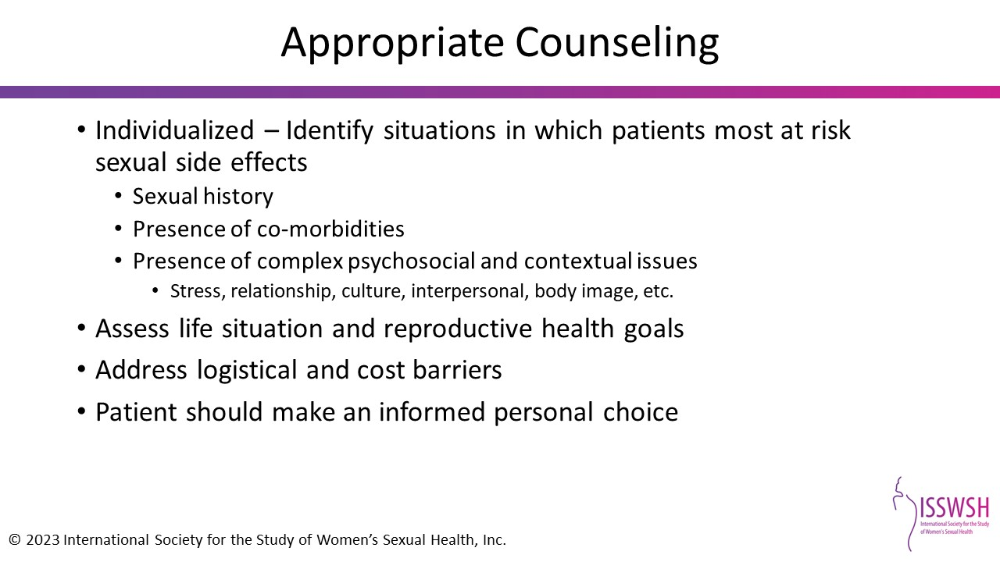 Appropriate Counseling
• Individualized – Identify situations in which patients most at risk
sexual side effects
• Sexual history
• Presence of co-morbidities
• Presence of complex psychosocial and contextual issues
• Stress, relationship, culture, interpersonal, body image, etc.
• Assess life situation and reproductive health goals
• Address logistical and cost barriers
• Patient should make an informed personal choice
ISSWSH
International Society for the Study
of Women's Sexual Health
© 2023 International Society for the Study of Women’s Sexual Health, Inc.